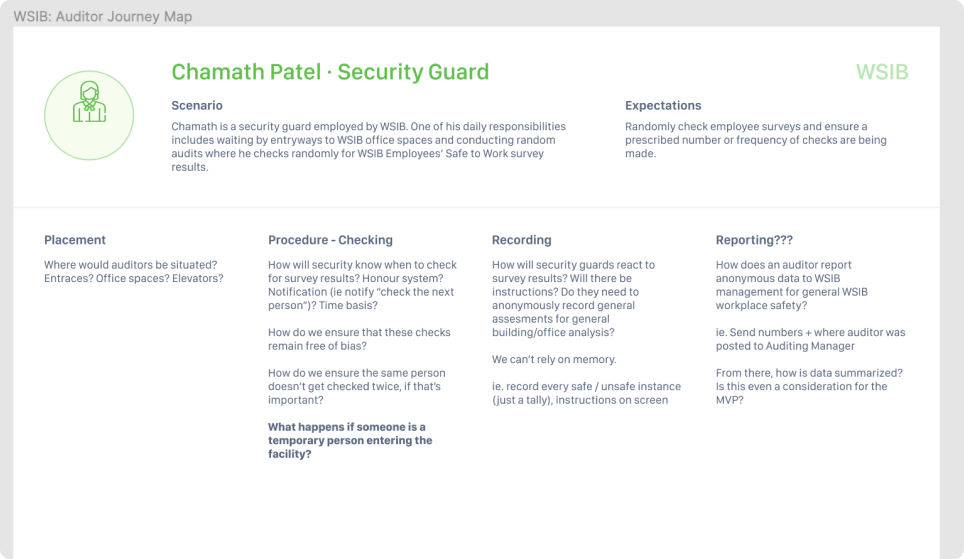 WSIB: Auditor Journey Map
Chamath Patel · Security Guard
WSIB
Scenario
Chamath is a security guard employed by WSIB. One of his daily responsibilities
includes waiting by entryways to WSIB office spaces and conducting random
audits where he checks randomly for WSIB Employees’ Safe to Work survey
results.
Expectations
Randomly check employee surveys and ensure a
prescribed number or frequency of checks are being
made.
Placement
Where would auditors be situated?
Entraces? Office spaces? Elevators?
Procedure - Checking
How will security know when to check
for survey results? Honour system?
Notification (ie notify “check the next
person”)? Time basis?
How do we ensure that these checks
remain free of bias?
How do we ensure the same person
doesn’t get checked twice, if that’s
important?
What happens if someone is a
temporary person entering the
facility?
Recording
How will security guards react to
survey results? Will there be
instructions? Do they need to
anonymously record general
assesments for general
building/office analysis?
We can’t rely on memory.
ie. record every safe / unsafe instance
(just a tally), instructions on screen
Reporting???
How does an auditor report
anonymous data to WSIB
management for general WSIB
workplace safety?
ie. Send numbers + where auditor was
posted to Auditing Manager
From there, how is data summarized?
Is this even a consideration for the
MVP?